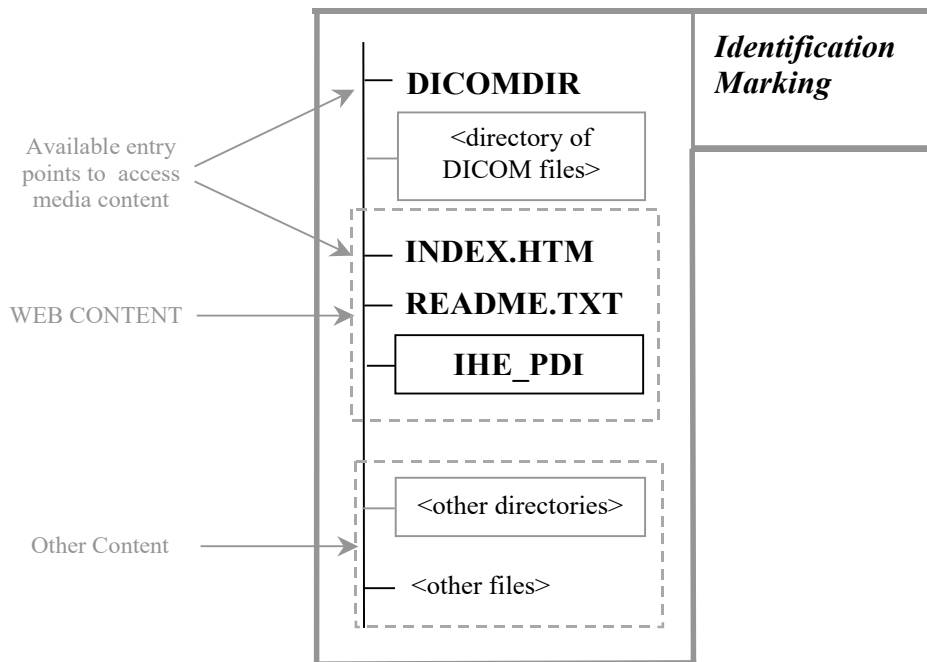 Identification
Marking
DICOMDIR
<directory of
DICOM files>
Available entry
points to access
media content
INDEX.HTM
README.TXT
WEB CONTENT
IHE_PDI
<other directories>
Other Content
<other files>